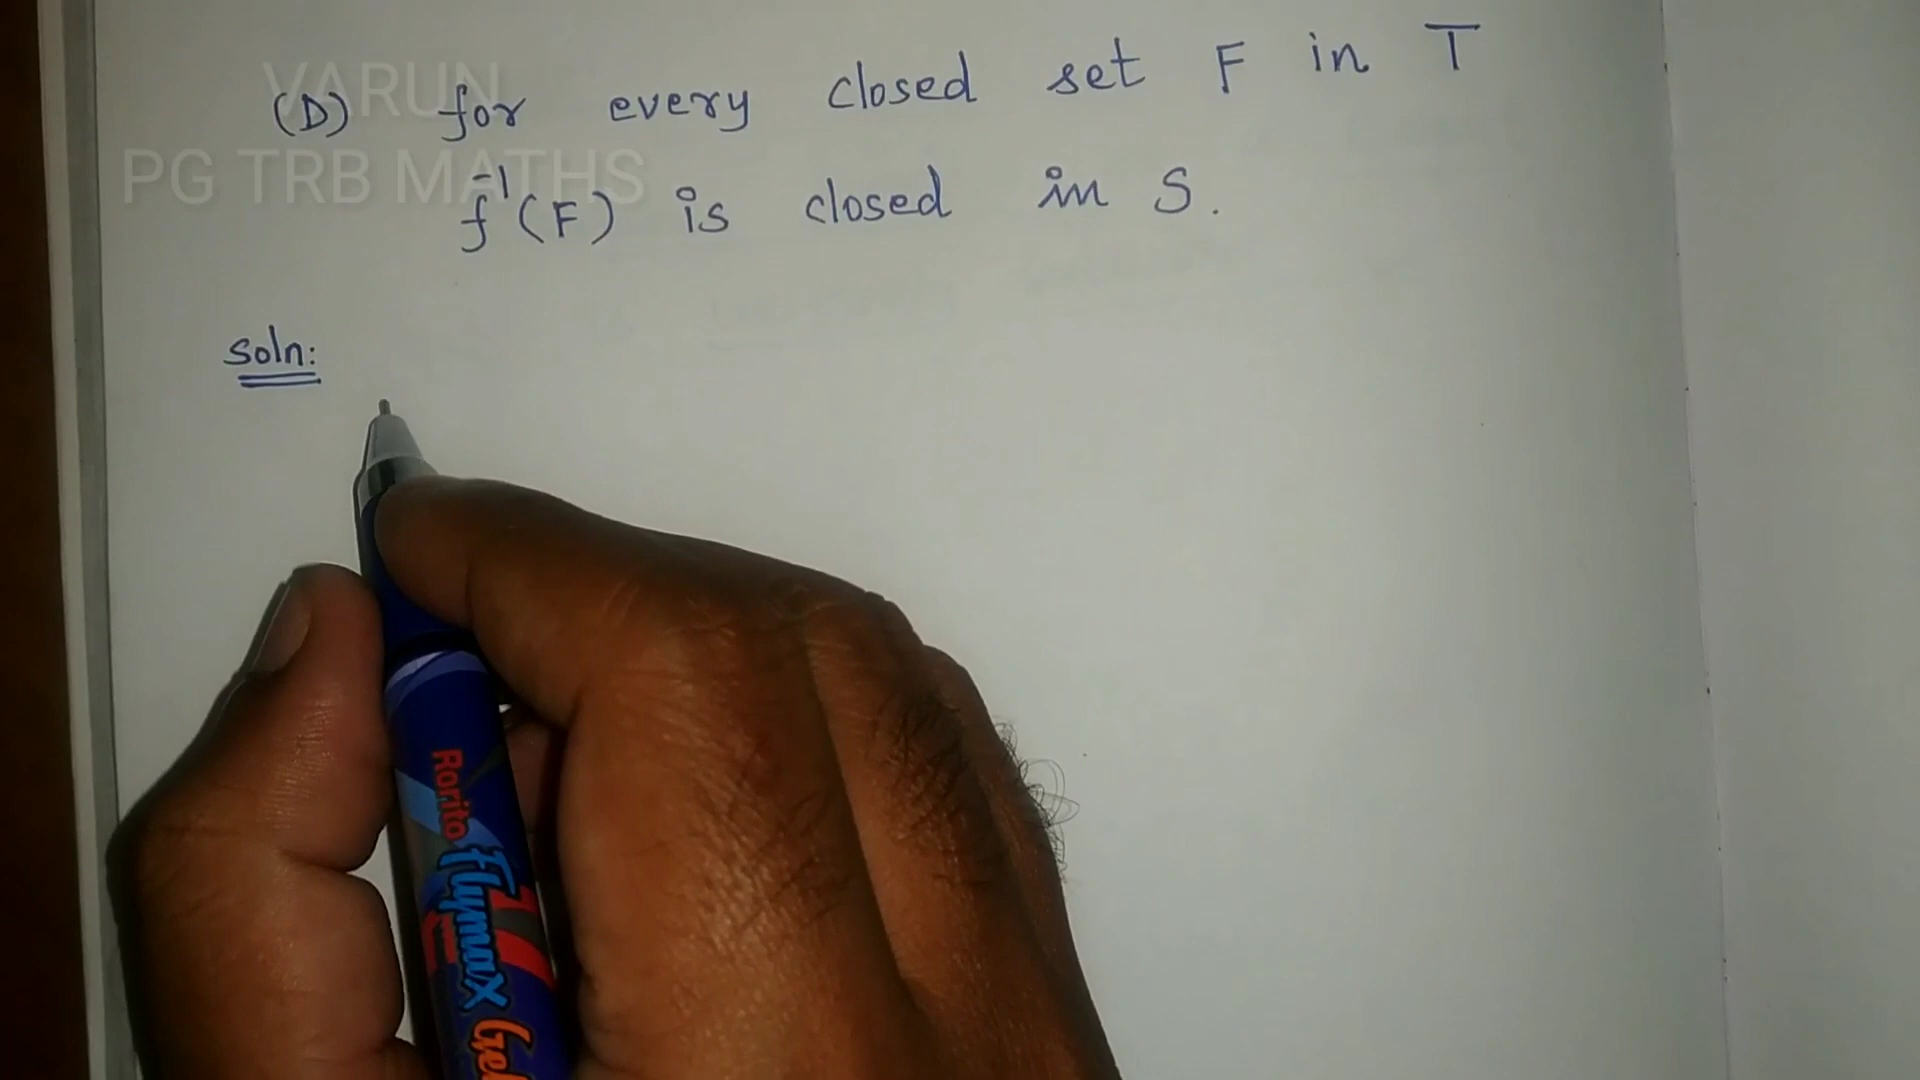 VARUN
PG TRB MATHS
(D) for every closed set F in T
f⁻¹(F) is closed in S.
Soln:
Rorito Flymax Gel